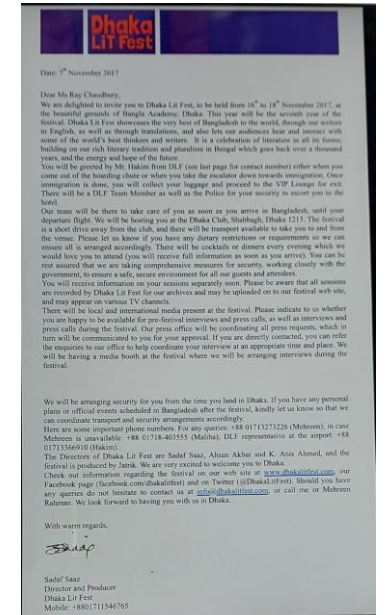 Dhaka
LiT Fest
Date: 7th November 2017
Dear Ms Ray Chaudhury,
We are delighted to invite you to Dhaka Lit Fest, to be held from 16th to 18th November 2017, at
the beautiful grounds of Bangla Academy, Dhaka. This year will be the seventh year of the
festival. Dhaka Lit Fest showcases the very best of Bangladesh to the world, through our writers
in English, as well as through translations, and also lets our audiences hear and interact with
some of the world's best thinkers and writers. It is a celebration of literature in all its forms,
building on our rich literary tradition and pluralism in Bengal which goes back over a thousand
years, and the energy and hope of the future.
You will be greeted by Mr. Hakim from DLF (see last page for contact number) either when you
come out of the boarding chute or when you take the escalator down towards immigration. Once
immigration is done, you will collect your luggage and proceed to the VIP Lounge for exit.
There will be a DLF Team Member as well as the Police for your security to escort you to the
hotel.
Our team will be there to take care of you as soon as you arrive in Bangladesh, until your
departure flight. We will be hosting you at the Dhaka Club, Shahbagh, Dhaka 1215. The festival
is a short drive away from the club, and there will be transport available to take you to and from
the venue. Please let us know if you have any dietary restrictions or requirements so we can
ensure all is arranged accordingly. There will be cocktails or dinners every evening which we
would love you to attend (you will receive full information as soon as you arrive). You can be
rest assured that we are taking comprehensive measures for security, working closely with the
government, to ensure a safe, secure environment for all our guests and attendees.
You will receive information on your sessions separately soon. Please be aware that all sessions
are recorded by Dhaka Lit Fest for our archives and may be uploaded on to our festival web site,
and may appear on various TV channels.
There will be local and international media present at the festival. Please indicate to us whether
you are happy to be available for pre-festival interviews and press calls, as well as interviews and
press calls during the festival. Our press office will be coordinating all press requests, which in
turn will be communicated to you for your approval. If you are directly contacted, you can refer
the enquiries to our office to help coordinate your interview at an appropriate time and place. We
will be having a media booth at the festival where we will be arranging interviews during the
festival.
We will be arranging security for you from the time you land in Dhaka. If you have any personal
plans or official events scheduled in Bangladesh after the festival, kindly let us know so that we
can coordinate transport and security arrangements accordingly.
Here are some important phone numbers. For any queries: +88 01713273226 (Mehreen), in case
Mehreen is unavailable: +88 01718-403555 (Maliha); DLF representative at the airport: +88
01713366910 (Hakim).
The Directors of Dhaka Lit Fest are Sadaf Saaz, Ahsan Akbar and K. Anis Ahmed, and the
festival is produced by Jatrik. We are very excited to welcome you to Dhaka.
Check out information regarding the festival on our web site at www.dhakalitfest.com, our
Facebook page (facebook.com/dhakalitfest) and on Twitter (@DhakaLitFest). Should you have
any queries do not hesitate to contact us at info@dhakalitfest.com, or call me or Mehreen
Rahman. We look forward to having you with us in Dhaka.
With warm regards,
Sadaf Saaz
Director and Producer
Dhaka Lit Fest
Mobile: +8801711546765